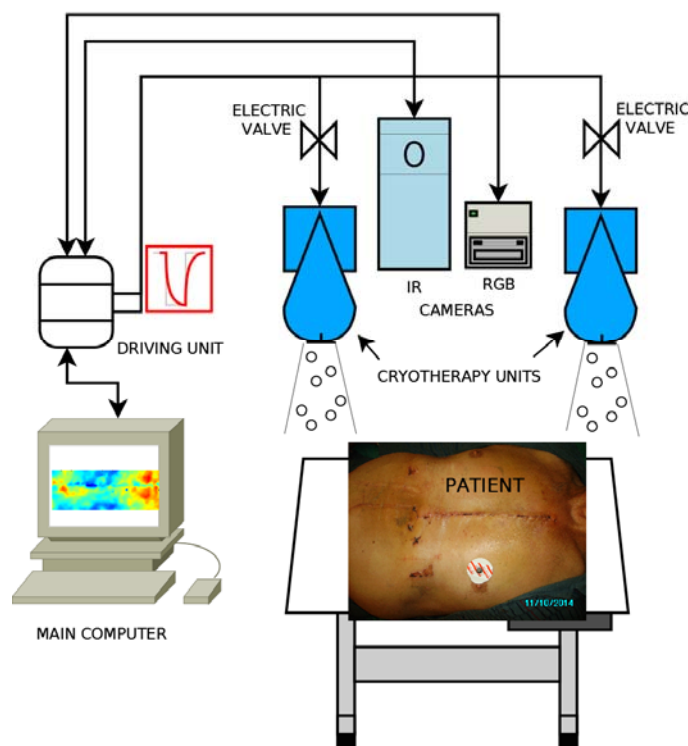 ELECTRIC
VALVE
ELECTRIC
VALVE
IR
RGB
CAMERAS
DRIVING UNIT
CRYOTHERAPY UNITS
PATIENT
11/10/2014
MAIN COMPUTER